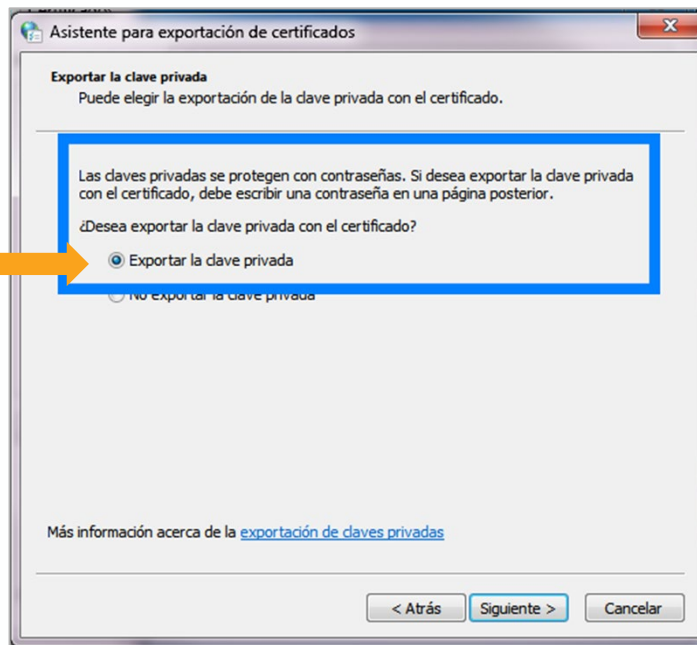 Asistente para exportación de certificados
Exportar la clave privada
Puede elegir la exportación de la clave privada con el certificado.
Las claves privadas se protegen con contraseñas. Si desea exportar la clave privada
con el certificado, debe escribir una contraseña en una página posterior.
¿Desea exportar la clave privada con el certificado?
Exportar la clave privada
No exportar la clave privada
Más información acerca de la exportación de claves privadas
< Atrás
Siguiente >
Cancelar